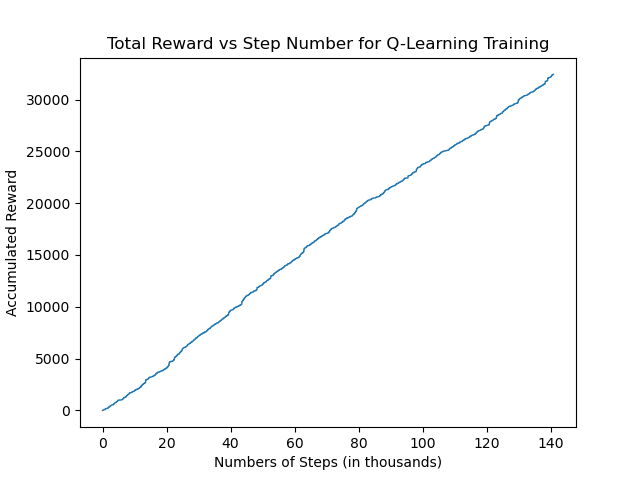 Total Reward vs Step Number for Q-Learning Training
Accumulated Reward
30000
25000
20000
15000
10000
5000
0
0 20 40 60 80 100 120 140
Numbers of Steps (in thousands)